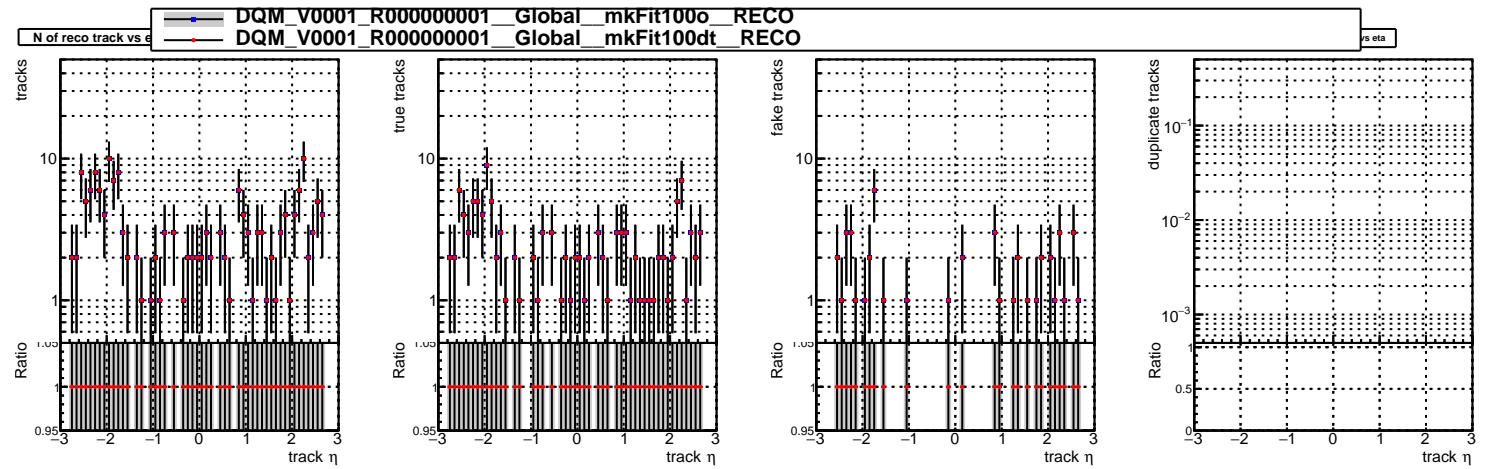 DQM_V0001_R000000001__Global__mkFit100o__RECO
DQM_V0001_R000000001__Global__mkFit100dt__RECO
N of reco track vs e
vs eta
tracks
10
1
Ratio
1.05
1
0.95
−3 −2 −1 0 1 2 3
track η
true tracks
10
1
Ratio
1.05
1
0.95
−3 −2 −1 0 1 2 3
track η
fake tracks
10
1
Ratio
1.05
1
0.95
−3 −2 −1 0 1 2 3
track η
duplicate tracks
10−1
10−2
10−3
Ratio
1
0.5
0
−3 −2 −1 0 1 2 3
track η